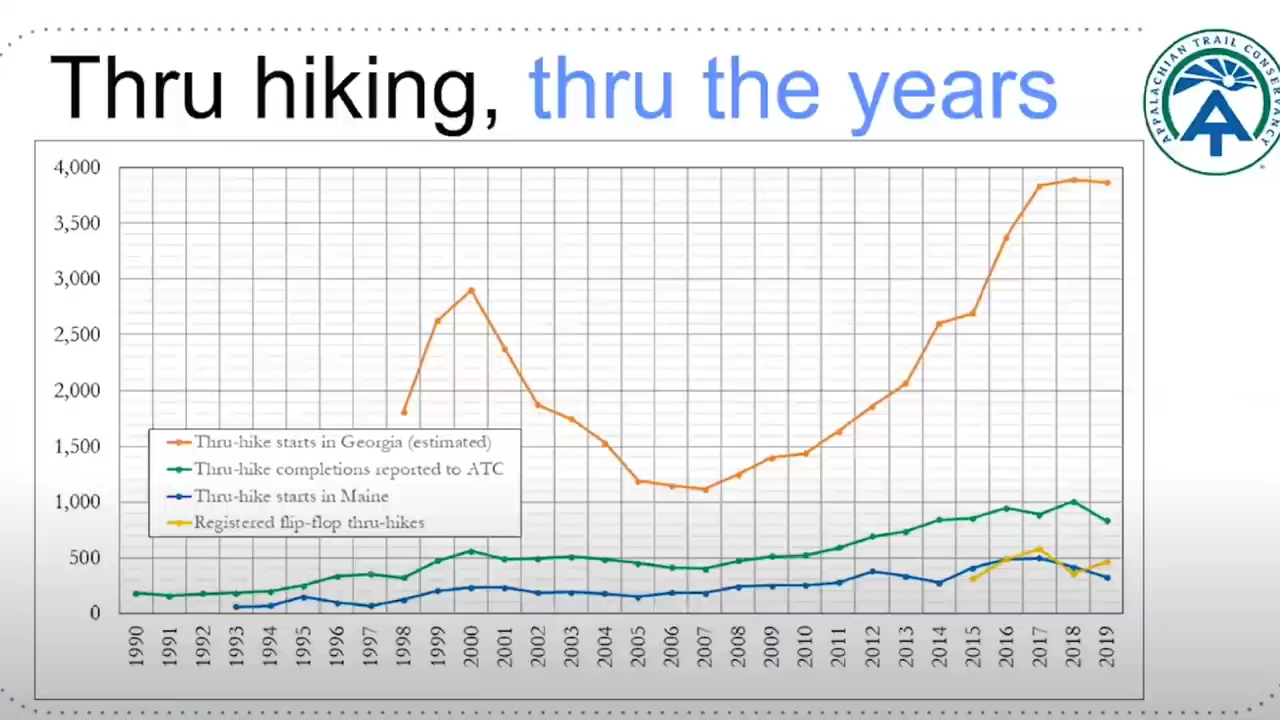 Thru hiking, thru the years
APPALACHIAN TRAIL CONSERVANCY
4,000
3,500
3,000
2,500
2,000
1,500
1,000
500
0
Thru-hike starts in Georgia (estimated)
Thru-hike completions reported to ATC
Thru-hike starts in Maine
Registered flip-flop thru-hikes
1990 1991 1992 1993 1994 1995 1996 1997 1998 1999 2000 2001 2002 2003 2004 2005 2006 2007 2008 2009 2010 2011 2012 2013 2014 2015 2016 2017 2018 2019